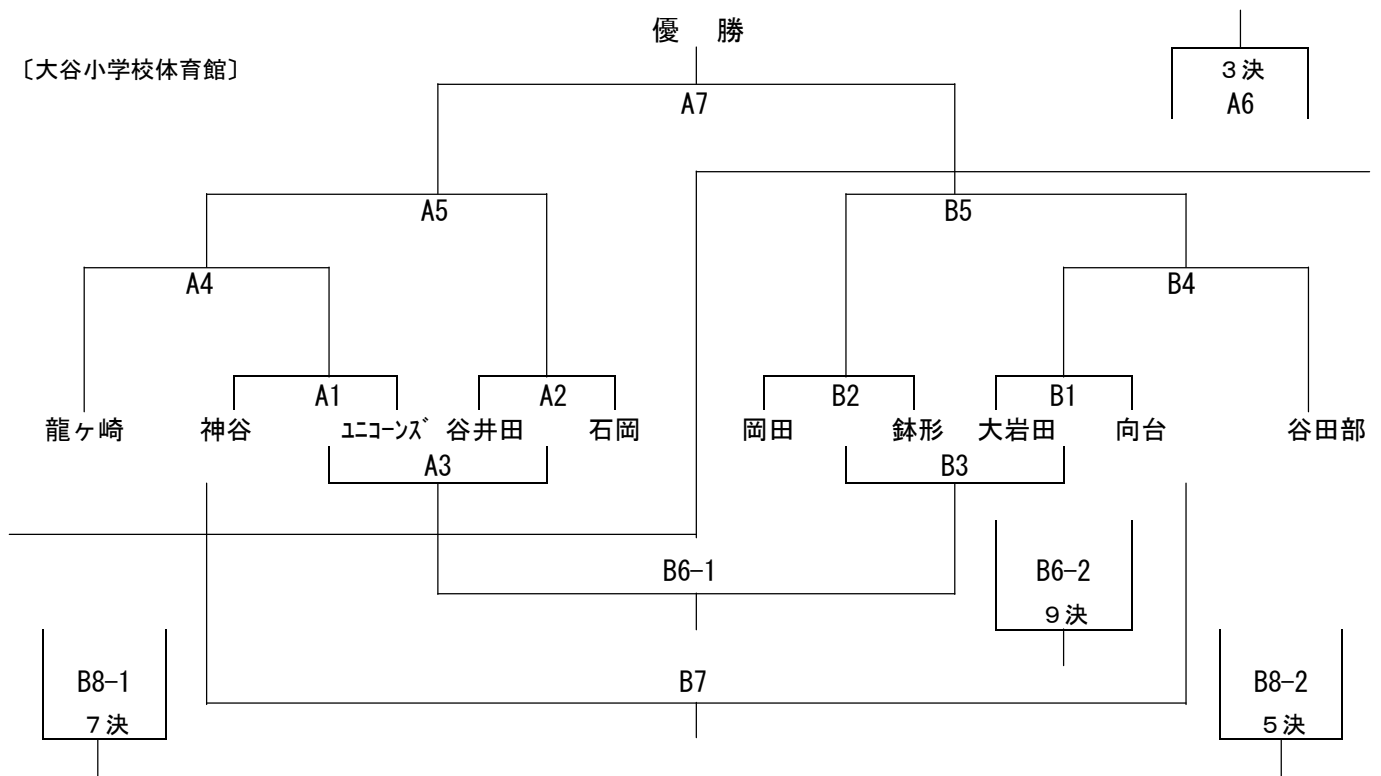 優　勝
〔大谷小学校体育館〕
３決
A7
A6
A5
B5
A4
B4
A1
A2
B2
B1
龍ヶ崎
神谷
ﾕﾆｺｰﾝｽﾞ
谷井田
石岡
岡田
鉢形
大岩田
向台
谷田部
A3
B3
B6-1
B6-2
９決
B8-1
７決
B7
B8-2
５決